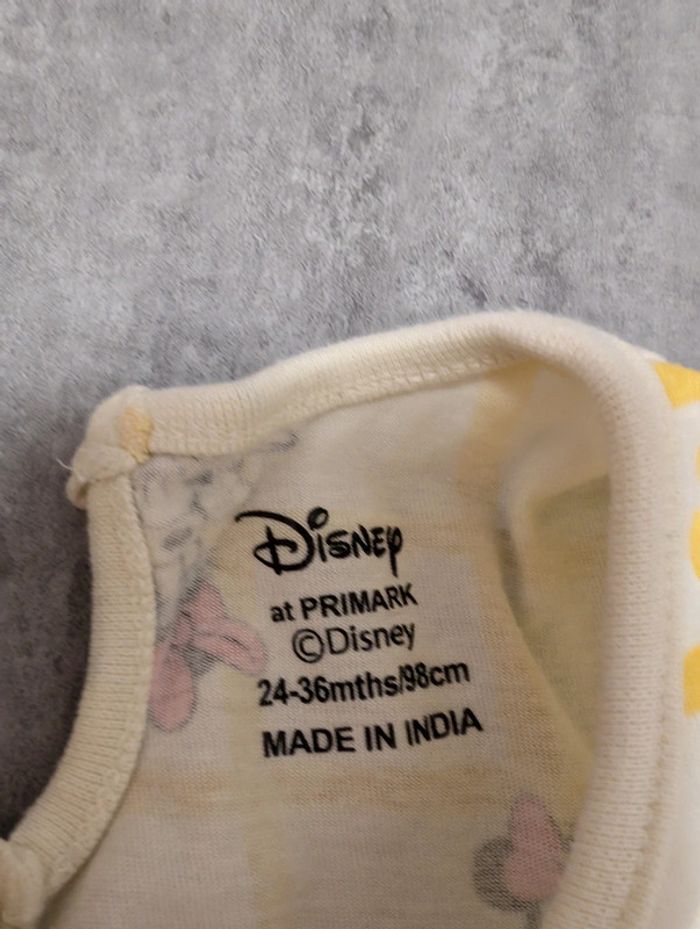 Disney
at PRIMARK
©Disney
24-36mths/98cm
MADE IN INDIA